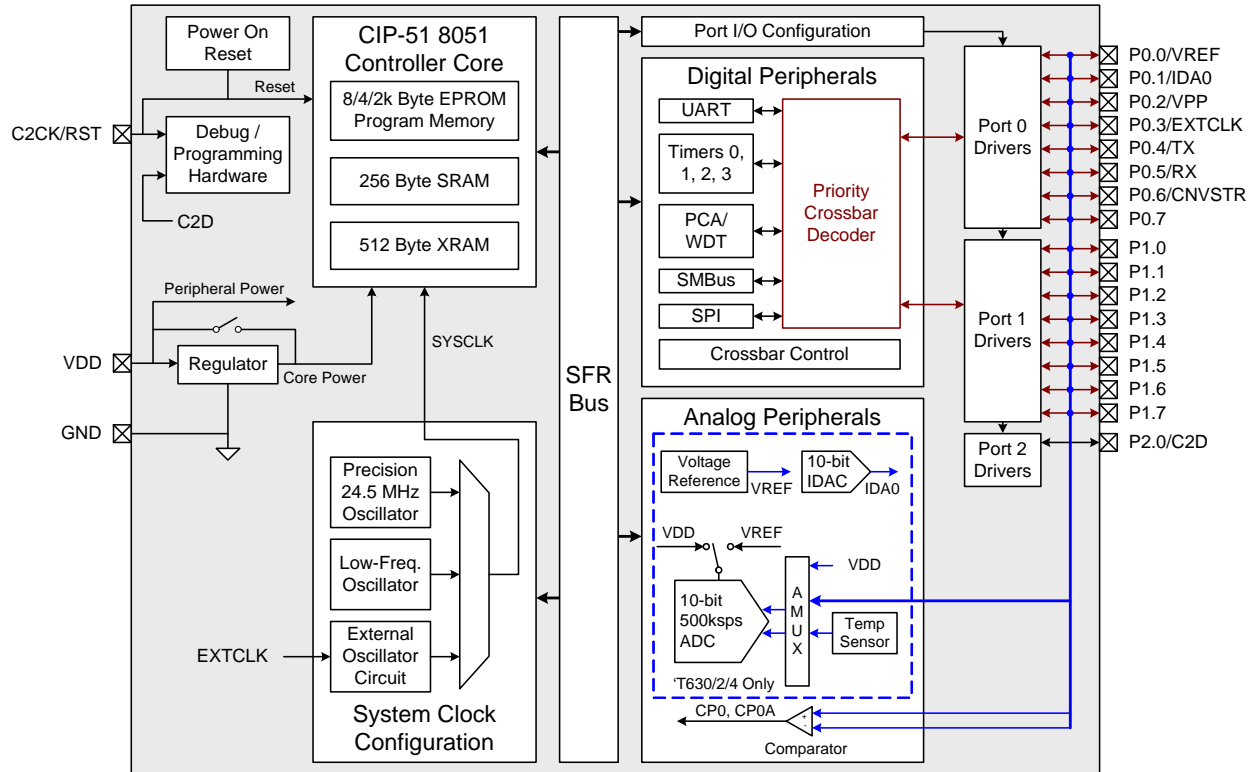 Power On
Reset
Reset
C2CK/RST
Debug /
Programming
Hardware
C2D
CIP-51 8051
Controller Core
8/4/2k Byte EPROM
Program Memory
256 Byte SRAM
512 Byte XRAM
Peripheral Power
VDD
Regulator
Core Power
GND
SYSCLK
Precision
24.5 MHz
Oscillator
Low-Freq.
Oscillator
EXTCLK
External
Oscillator
Circuit
System Clock
Configuration
SFR
Bus
Port I/O Configuration
Digital Peripherals
UART
Timers 0,
1, 2, 3
PCA/
WDT
SMBus
SPI
Priority
Crossbar
Decoder
Crossbar Control
Analog Peripherals
Voltage
Reference
VREF
10-bit
IDAC
IDA0
VDD
VREF
VDD
10-bit
500ksps
ADC
A
M
U
X
Temp
Sensor
‘T630/2/4 Only
CP0, CP0A
+
-
Comparator
Port 0
Drivers
Port 1
Drivers
Port 2
Drivers
P0.0/VREF
P0.1/IDA0
P0.2/VPP
P0.3/EXTCLK
P0.4/TX
P0.5/RX
P0.6/CNVSTR
P0.7
P1.0
P1.1
P1.2
P1.3
P1.4
P1.5
P1.6
P1.7
P2.0/C2D